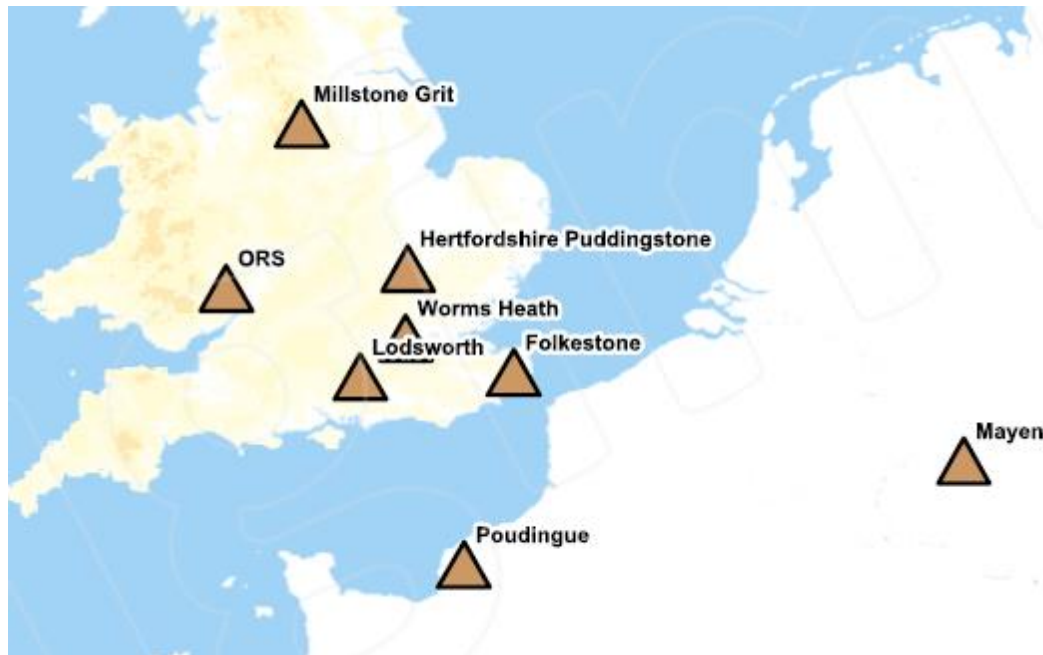 Millstone Grit
Hertfordshire Puddingstone
ORS
Worms Heath
Lodsworth
Folkestone
Mayen
Poudingue